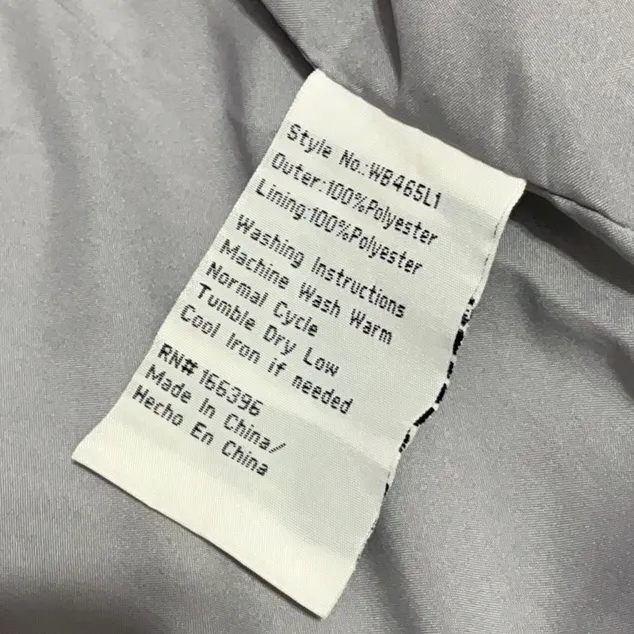 Style No.:WB465L1
Outer:100%Polyester
Lining:100%Polyester
Washing Instructions
Machine Wash Warm
Normal Cycle
Tumble Dry Low
Cool Iron if needed
RN# 166396
Made In China/
Hecho En China